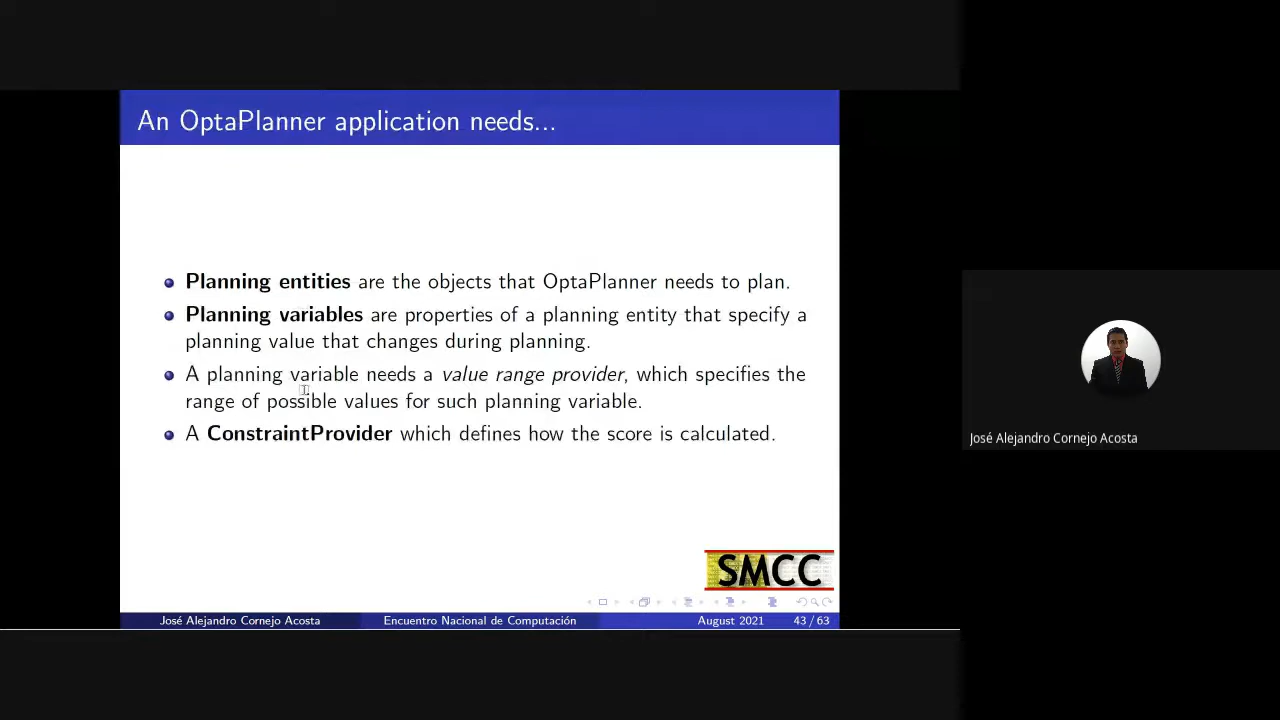 An OptaPlanner application needs...
Planning entities are the objects that OptaPlanner needs to plan.
Planning variables are properties of a planning entity that specify a
planning value that changes during planning.
A planning variable needs a value range provider, which specifies the
range of possible values for such planning variable.
A ConstraintProvider which defines how the score is calculated.
José Alejandro Cornejo Acosta
SMCC
José Alejandro Cornejo Acosta Encuentro Nacional de Computación August 2021 43 / 63